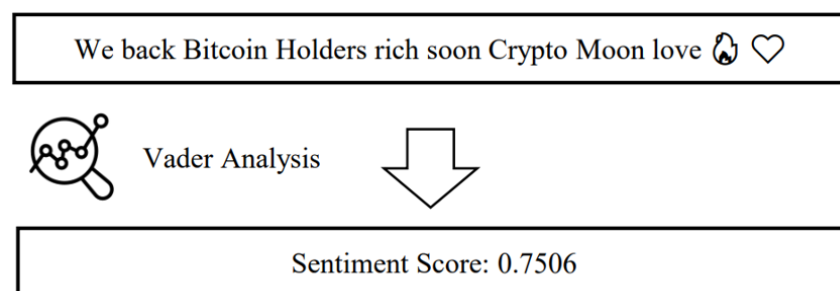 We back Bitcoin Holders rich soon Crypto Moon love 🔥 ♡
Vader Analysis
Sentiment Score: 0.7506